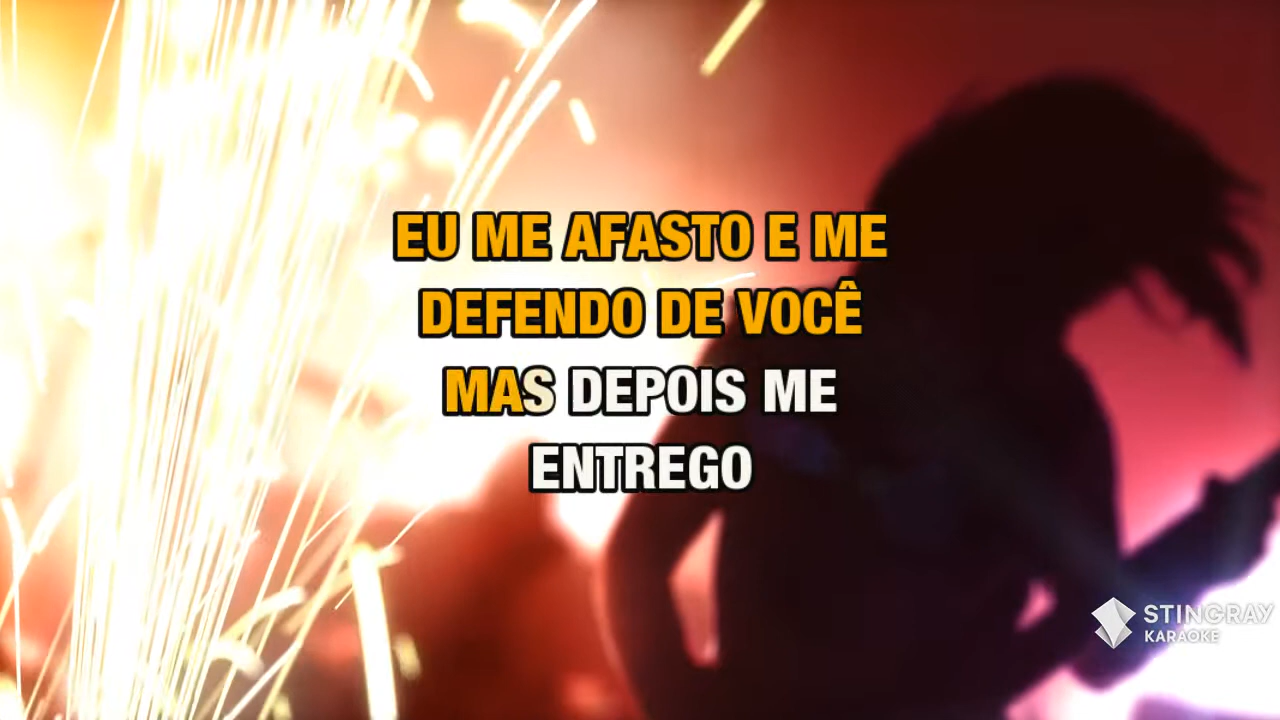 EU ME AFASTO E ME
DEFENDO DE VOCÊ
MAS DEPOIS ME
ENTREGO
STINGRAY
KARAOKE